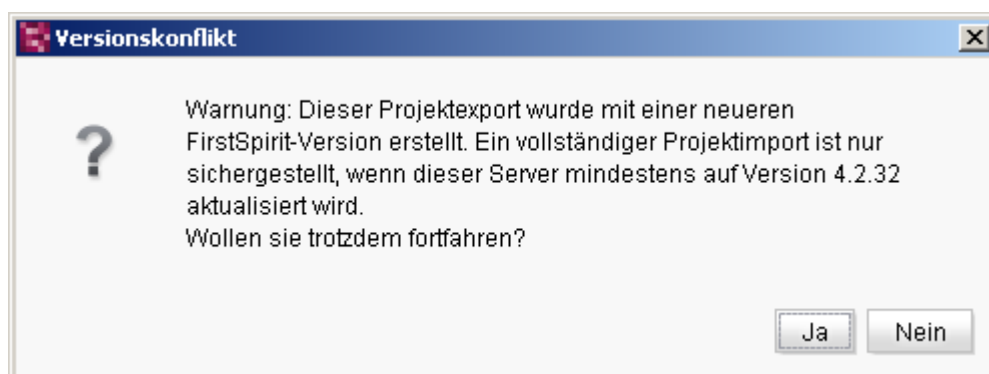 Versionskonflikt
Warnung: Dieser Projektexport wurde mit einer neueren
FirstSpirit-Version erstellt. Ein vollständiger Projektimport ist nur
sichergestellt, wenn dieser Server mindestens auf Version 4.2.32
aktualisiert wird.
Wollen sie trotzdem fortfahren?
Ja Nein